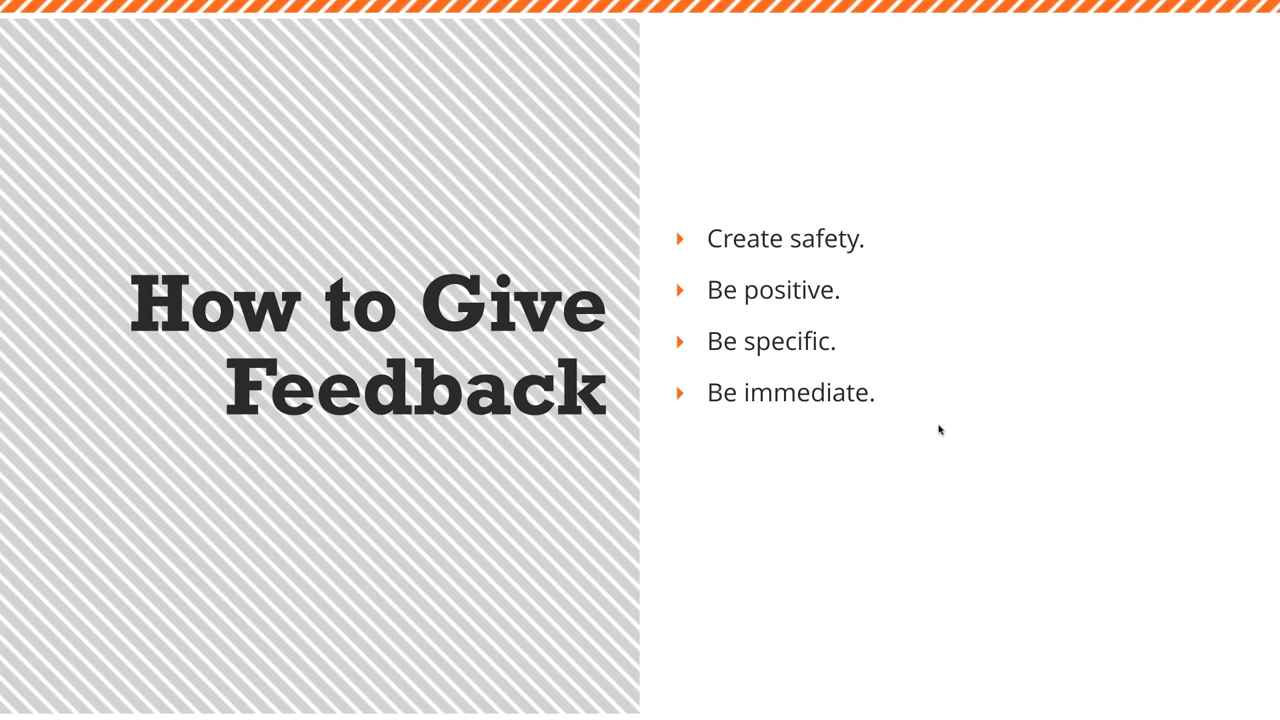 How to Give
Feedback
Create safety.
Be positive.
Be specific.
Be immediate.